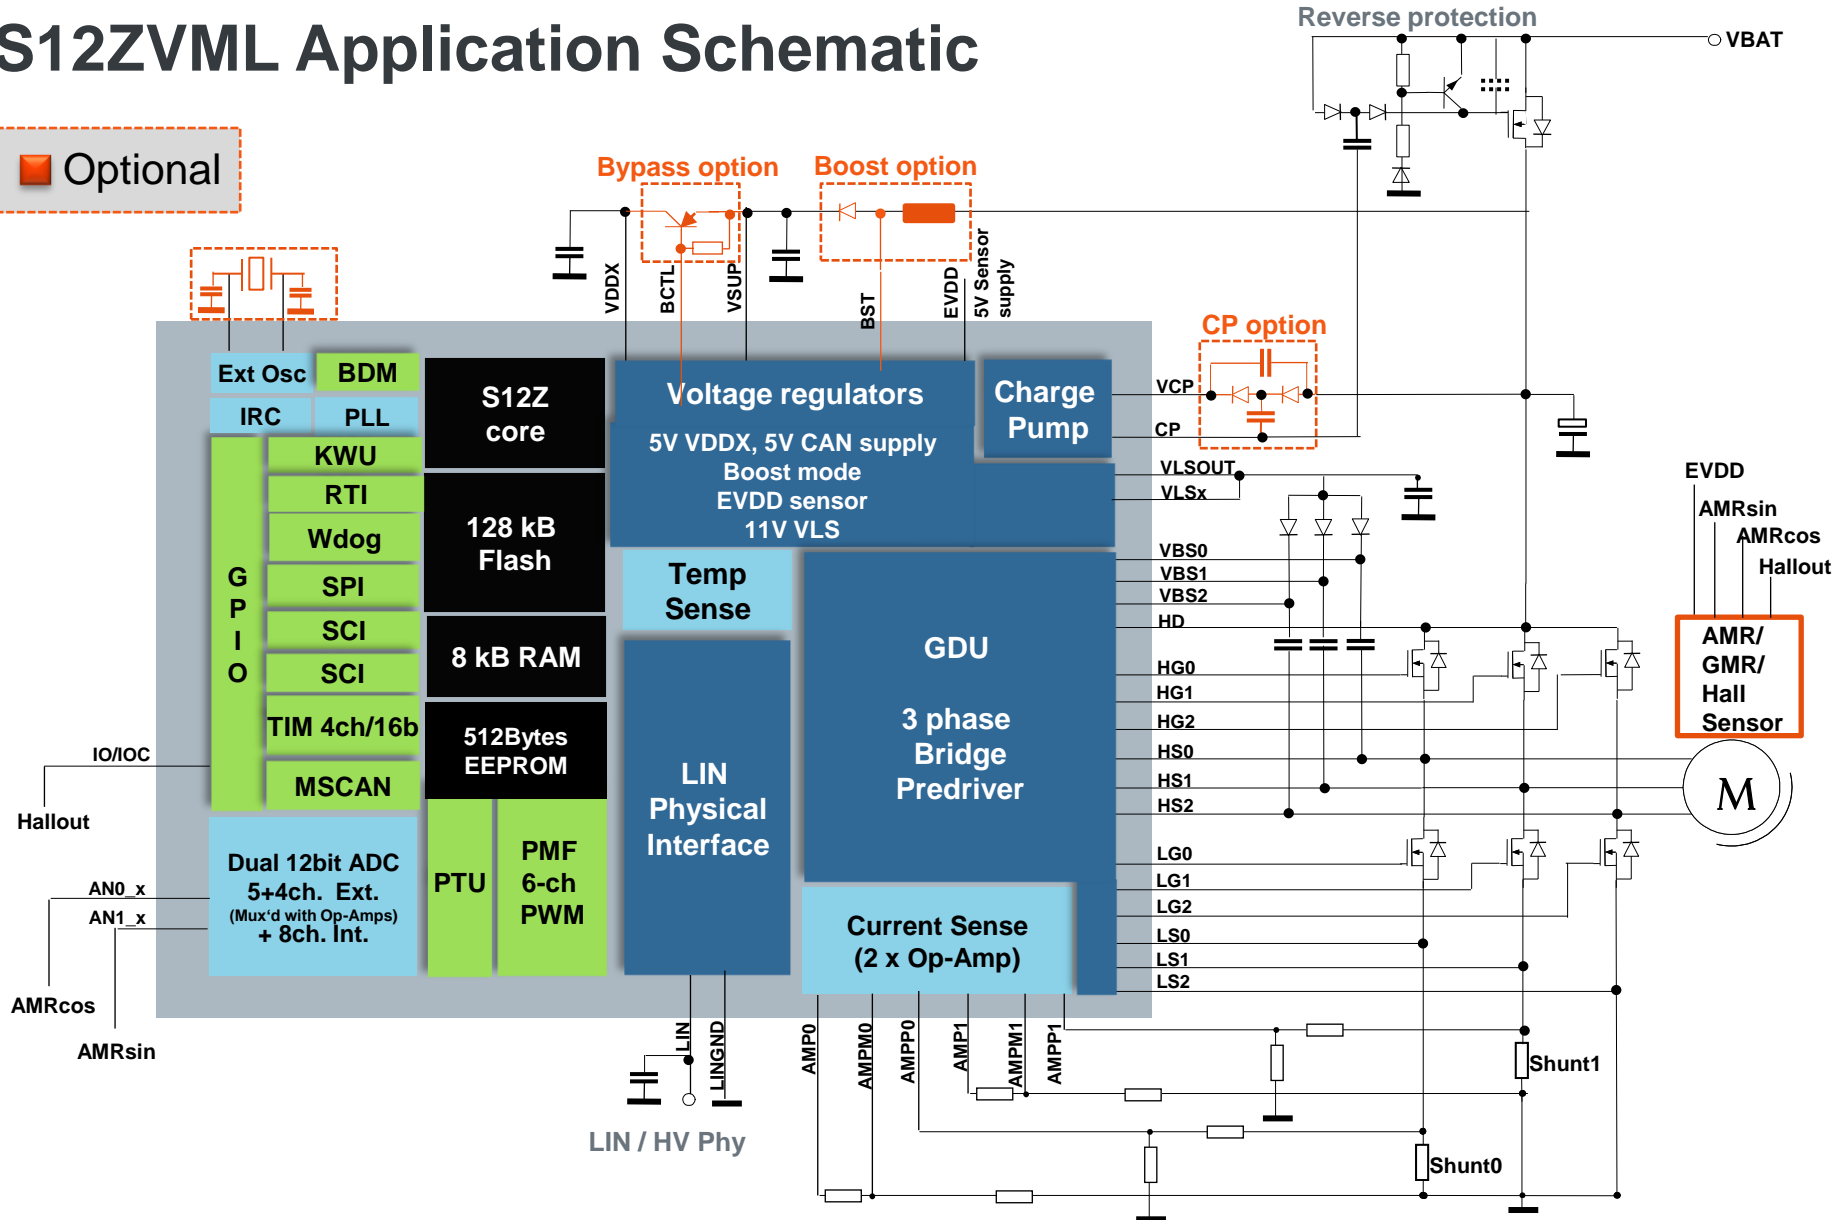 S12ZVML Application Schematic
Reverse protection
VBAT
Optional
Bypass option
Boost option
VDDX
BCTL
VSUP
BST
EVDD
5V Sensor
supply
CP option
Ext Osc
BDM
IRC
PLL
S12Z
core
Voltage regulators
5V VDDX, 5V CAN supply
Boost mode
EVDD sensor
11V VLS
Charge
Pump
VCP
CP
VLSOUT
VLSx
GPIO
KWU
RTI
Wdog
SPI
SCI
SCI
TIM 4ch/16b
MSCAN
128 kB
Flash
8 kB RAM
512Bytes
EEPROM
Temp
Sense
GDU
3 phase
Bridge
Predriver
LIN
Physical
Interface
VBS0
VBS1
VBS2
HD
HG0
HG1
HG2
HS0
HS1
HS2
LG0
LG1
LG2
LS0
LS1
LS2
EVDD
AMRsin
AMRcos
Hallout
AMR/
GMR/
Hall
Sensor
M
IO/IOC
Hallout
AN0_x
AN1_x
AMRcos
AMRsin
Dual 12bit ADC
5+4ch. Ext.
(Mux‘d with Op-Amps)
+ 8ch. Int.
PTU
PMF
6-ch
PWM
Current Sense
(2 x Op-Amp)
LIN
LINGND
LIN / HV Phy
AMP0
AMPM0
AMPP0
AMP1
AMPM1
AMPP1
Shunt1
Shunt0